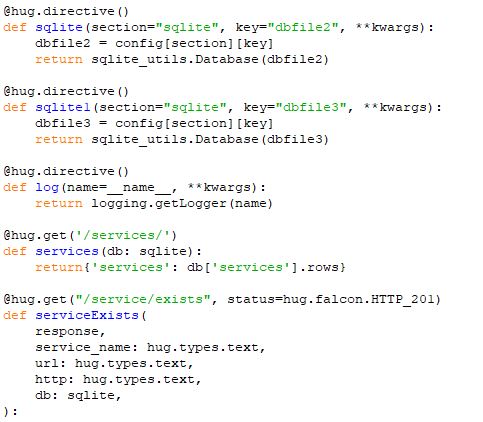 @hug.directive()
def sqlite(section="sqlite", key="dbfile2", **kwargs):
    dbfile2 = config[section][key]
    return sqlite_utils.Database(dbfile2)

@hug.directive()
def sqlite1(section="sqlite", key="dbfile3", **kwargs):
    dbfile3 = config[section][key]
    return sqlite_utils.Database(dbfile3)

@hug.directive()
def log(name=__name__, **kwargs):
    return logging.getLogger(name)

@hug.get('/services/')
def services(db: sqlite):
    return{'services': db['services'].rows}

@hug.get("/service/exists", status=hug.falcon.HTTP_201)
def serviceExists(
    response,
    service_name: hug.types.text,
    url: hug.types.text,
    http: hug.types.text,
    db: sqlite,
):